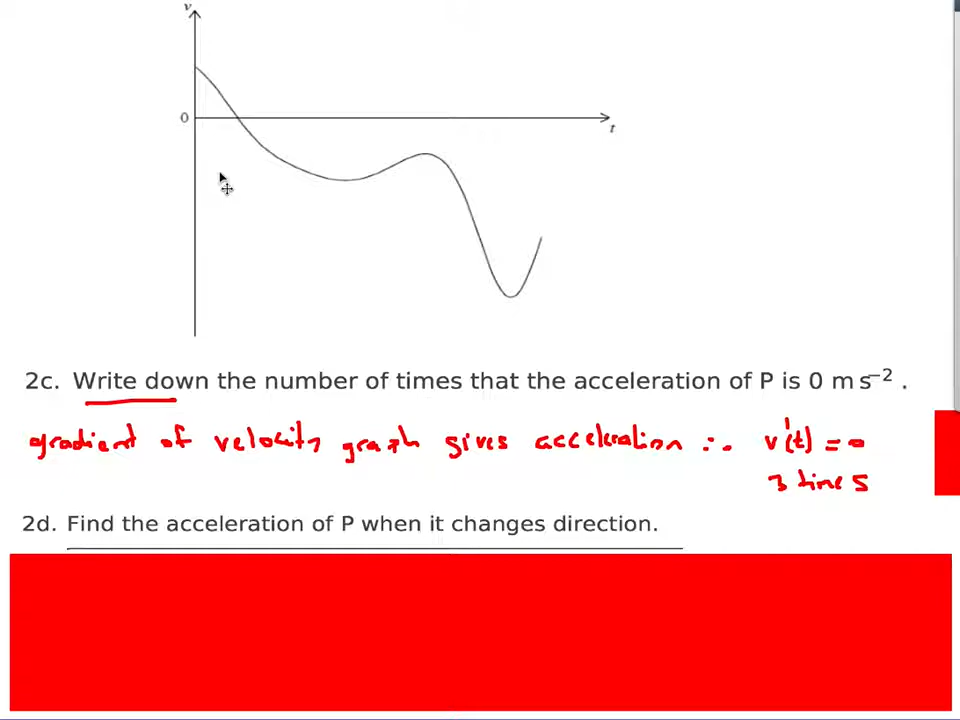 v
0
t
2c. Write down the number of times that the acceleration of P is 0 m s⁻² .
gradient of velocity graph gives acceleration ∴ v'(t) = 0
3 times
2d. Find the acceleration of P when it changes direction.